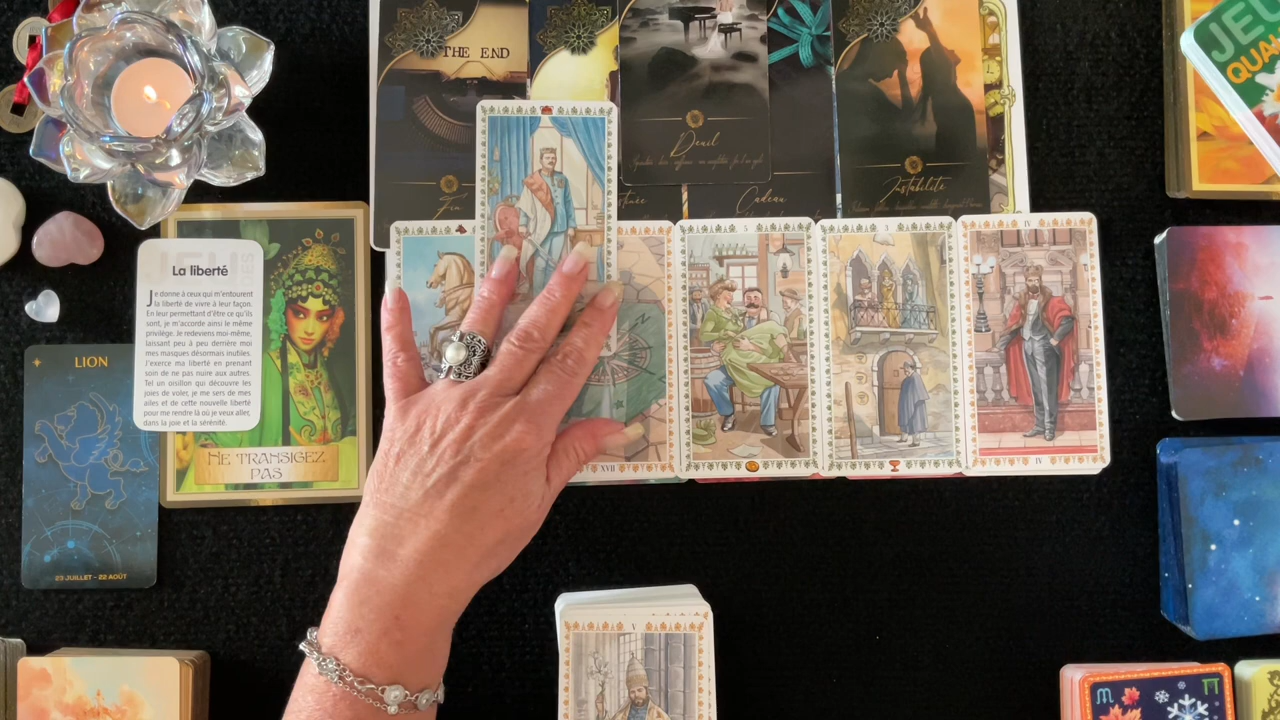 THE END
JEU
Deuil
Fin
Cadeau
Instabilité
La liberté
Je donne à ceux qui m'entourent
la liberté de vivre à leur façon.
En leur permettant d'être ce qu'ils
sont, je m'accorde ainsi le même
privilège. Je redeviens moi-même,
laissant peu à peu derrière moi
mes masques désormais inutiles.
J'exerce ma liberté en prenant
soin de ne pas nuire aux autres.
Tel un oisillon qui découvre les
joies de voler, je me sers de mes
ailes et de cette nouvelle liberté
pour me rendre là où je veux aller,
dans la joie et la sérénité.
5
3
IV
LION
NE TRANSIGEZ
PAS
XVII
IV
23 JUILLET - 22 AOÛT
V